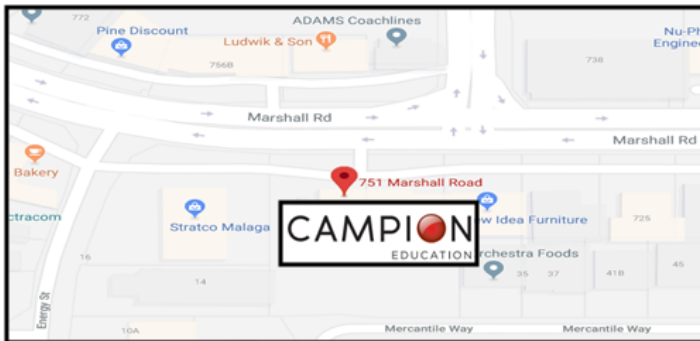 772
ADAMS Coachlines
Pine Discount
Ludwik & Son
Nu-Ph
Engineer
756B
738
Marshall Rd
Marshall Rd
Bakery
751 Marshall Road
ctracom
Stratco Malaga
CAMPION
EDUCATION
ew Idea Furniture
725
rchestra Foods
16
14
35
37
41B
45
Energy St
10A
Mercantile Way
Mercantile Way